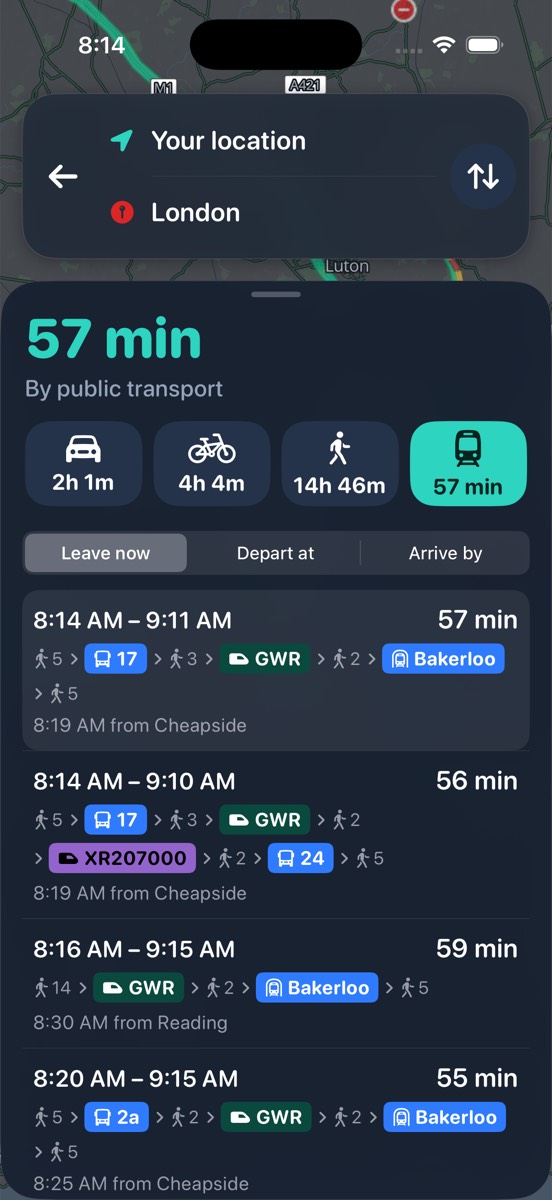 8:14
M1
A421
Your location
London
Luton
57 min
By public transport
2h 1m
4h 4m
14h 46m
57 min
Leave now
Depart at
Arrive by
8:14 AM – 9:11 AM
57 min
5 > 17 > 3 > GWR > 2 > Bakerloo
> 5
8:19 AM from Cheapside
8:14 AM – 9:10 AM
56 min
5 > 17 > 3 > GWR > 2
> XR207000 > 2 > 24 > 5
8:19 AM from Cheapside
8:16 AM – 9:15 AM
59 min
14 > GWR > 2 > Bakerloo > 5
8:30 AM from Reading
8:20 AM – 9:15 AM
55 min
5 > 2a > 2 > GWR > 2 > Bakerloo
> 5
8:25 AM from Cheapside